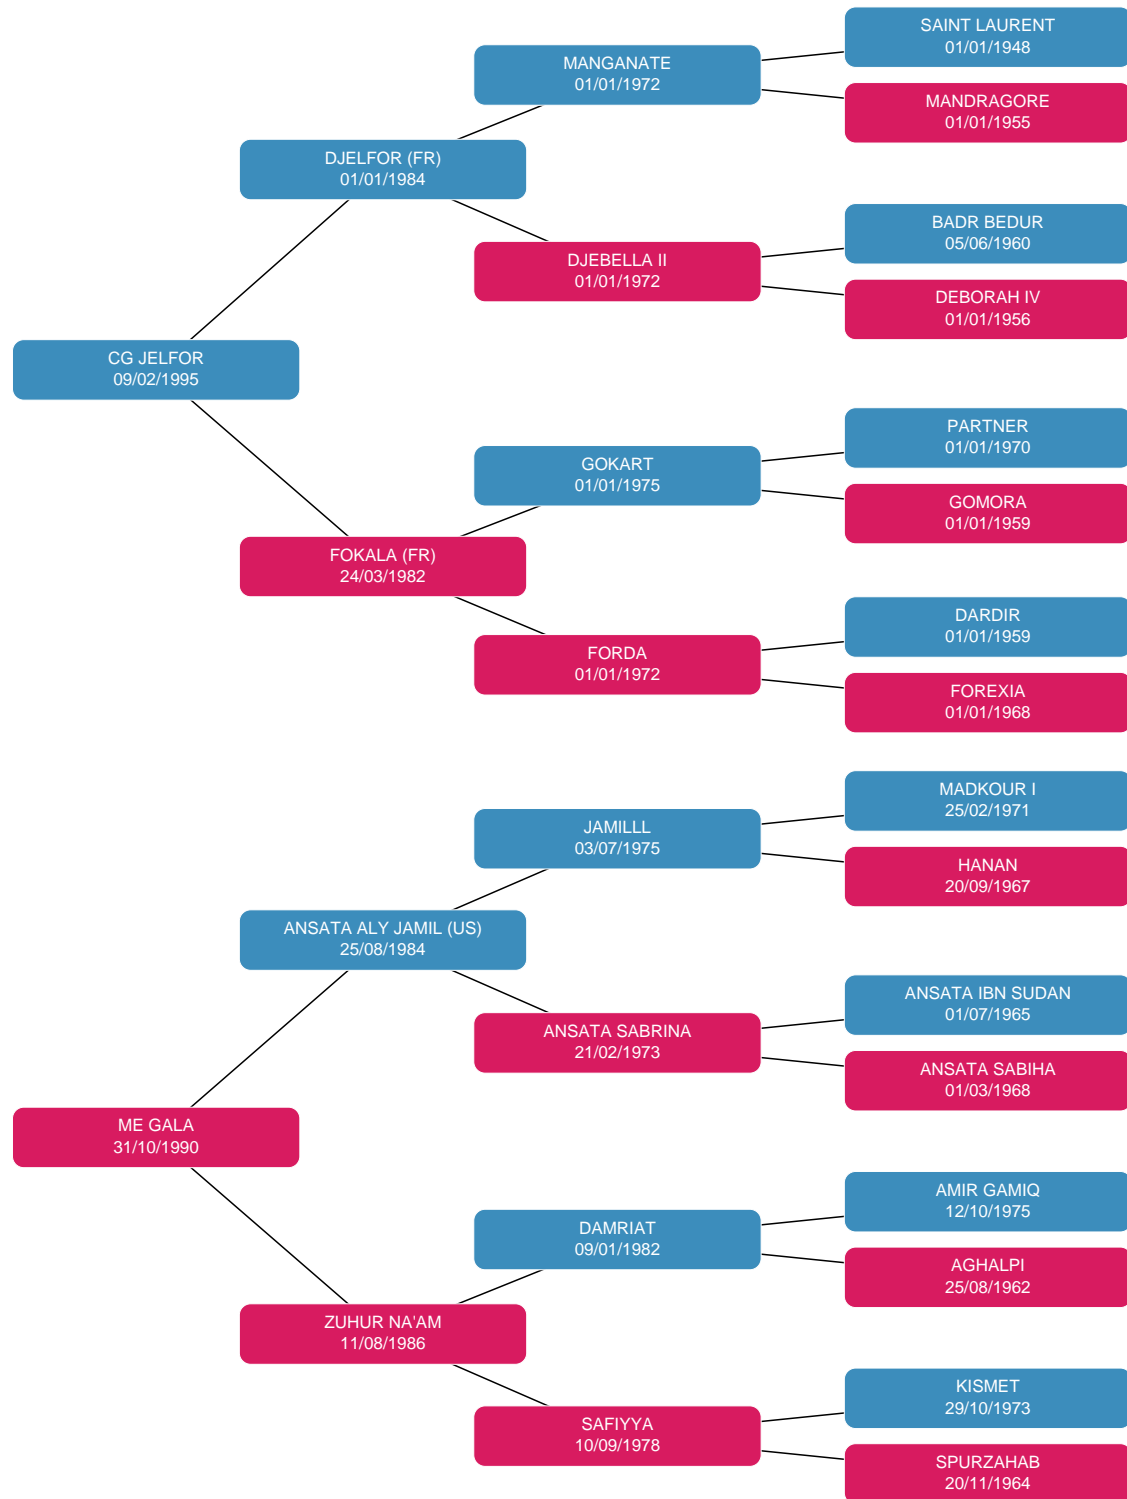 SAINT LAURENT
01/01/1948
MANGANATE
01/01/1972
MANDRAGORE
01/01/1955
DJELFOR (FR)
01/01/1984
BADR BEDUR
05/06/1960
DJEBELLA II
01/01/1972
DEBORAH IV
01/01/1956
CG JELFOR
09/02/1995
PARTNER
01/01/1970
GOKART
01/01/1975
GOMORA
01/01/1959
FOKALA (FR)
24/03/1982
DARDIR
01/01/1959
FORDA
01/01/1972
FOREXIA
01/01/1968
MADKOUR I
25/02/1971
JAMILLL
03/07/1975
HANAN
20/09/1967
ANSATA ALY JAMIL (US)
25/08/1984
ANSATA IBN SUDAN
01/07/1965
ANSATA SABRINA
21/02/1973
ANSATA SABIHA
01/03/1968
ME GALA
31/10/1990
AMIR GAMIQ
12/10/1975
DAMRIAT
09/01/1982
AGHALPI
25/08/1962
ZUHUR NA'AM
11/08/1986
KISMET
29/10/1973
SAFIYYA
10/09/1978
SPURZAHAB
20/11/1964